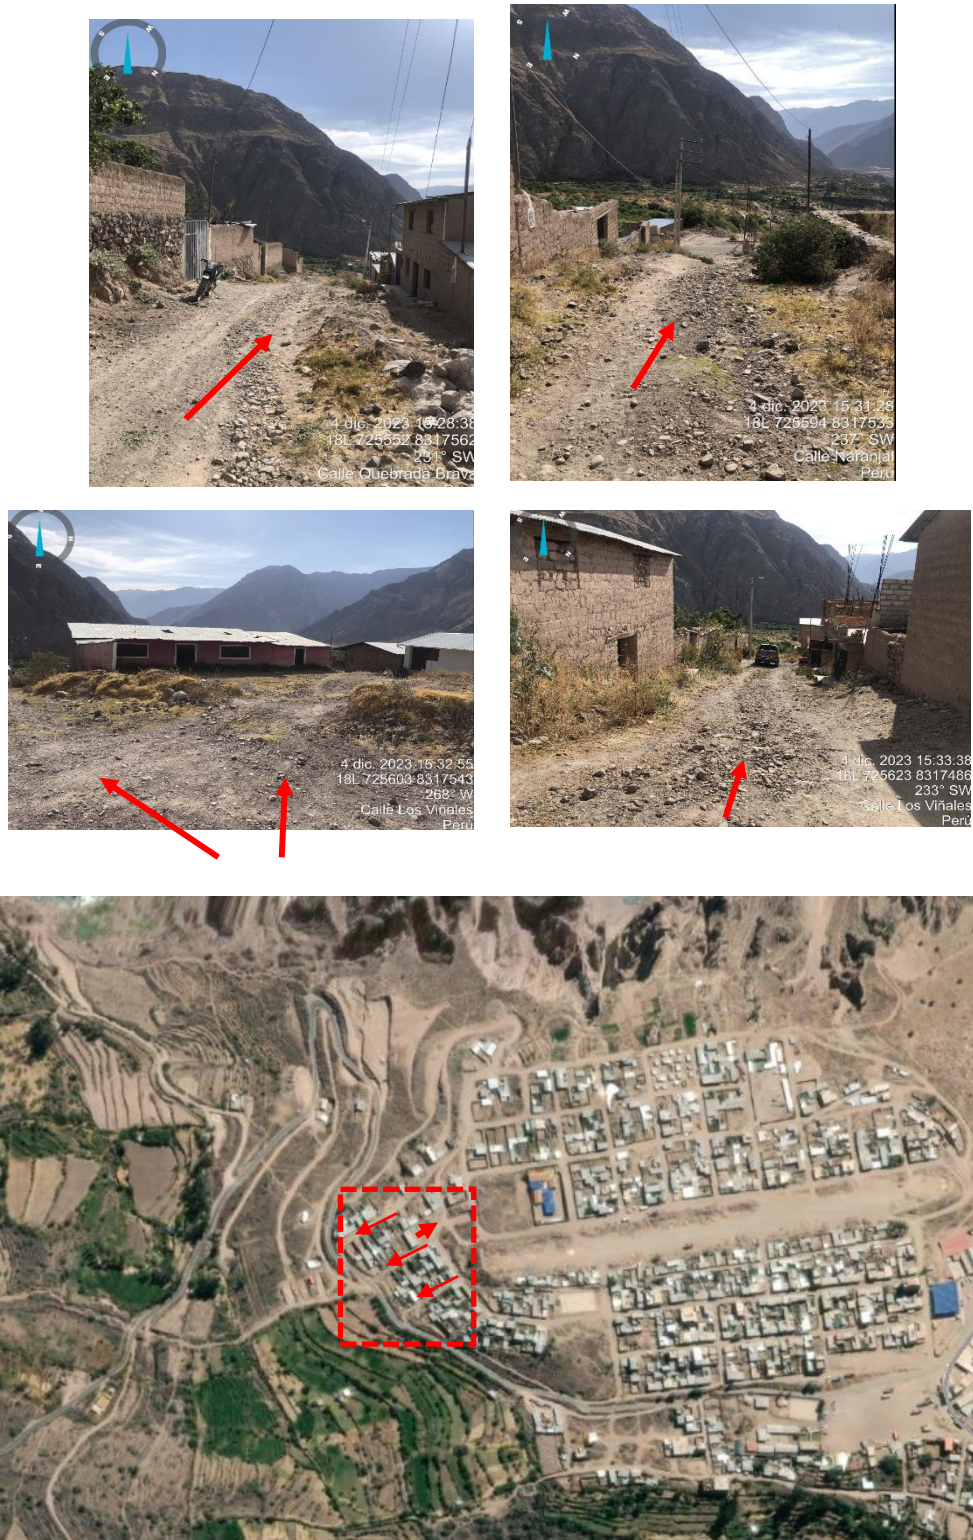 4 dic. 2023 15:28:38
18L 725552 8317562
231° SW
Calle Quebrada Brava
4 dic. 2023 15:31:28
18L 725594 8317533
237° SW
Calle Naranjal
Perú
4 dic. 2023 15:32:55
18L 725603 8317543
268° W
Calle Los Viñales
Perú
4 dic. 2023 15:33:38
18L 725623 8317486
233° SW
Calle Los Viñales
Perú